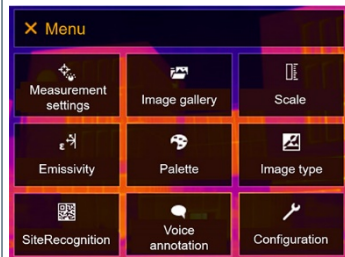 Menu
Measurement
settings
Image gallery
Scale
ε
Emissivity
Palette
Image type
SiteRecognition
Voice
annotation
Configuration